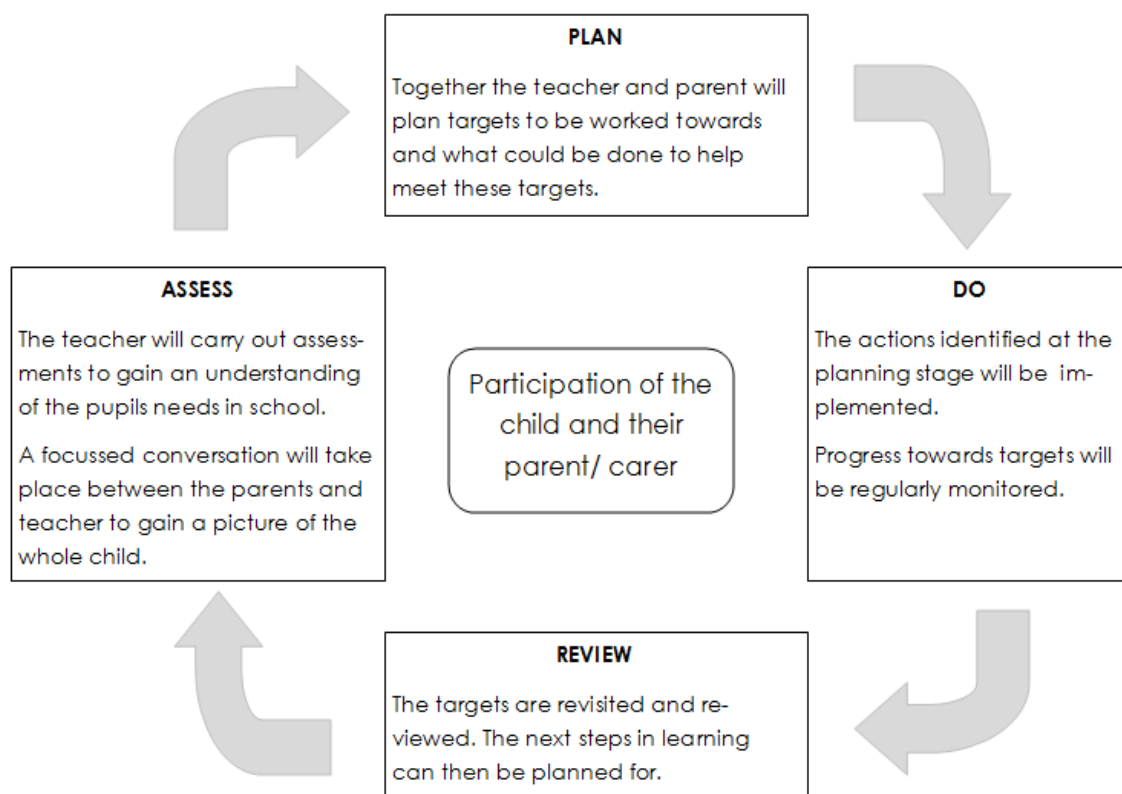 PLAN
Together the teacher and parent will
plan targets to be worked towards
and what could be done to help
meet these targets.
ASSESS
The teacher will carry out assess-
ments to gain an understanding
of the pupils needs in school.
A focussed conversation will take
place between the parents and
teacher to gain a picture of the
whole child.
Participation of the
child and their
parent/ carer
DO
The actions identified at the
planning stage will be im-
plemented.
Progress towards targets will
be regularly monitored.
REVIEW
The targets are revisited and re-
viewed. The next steps in learning
can then be planned for.